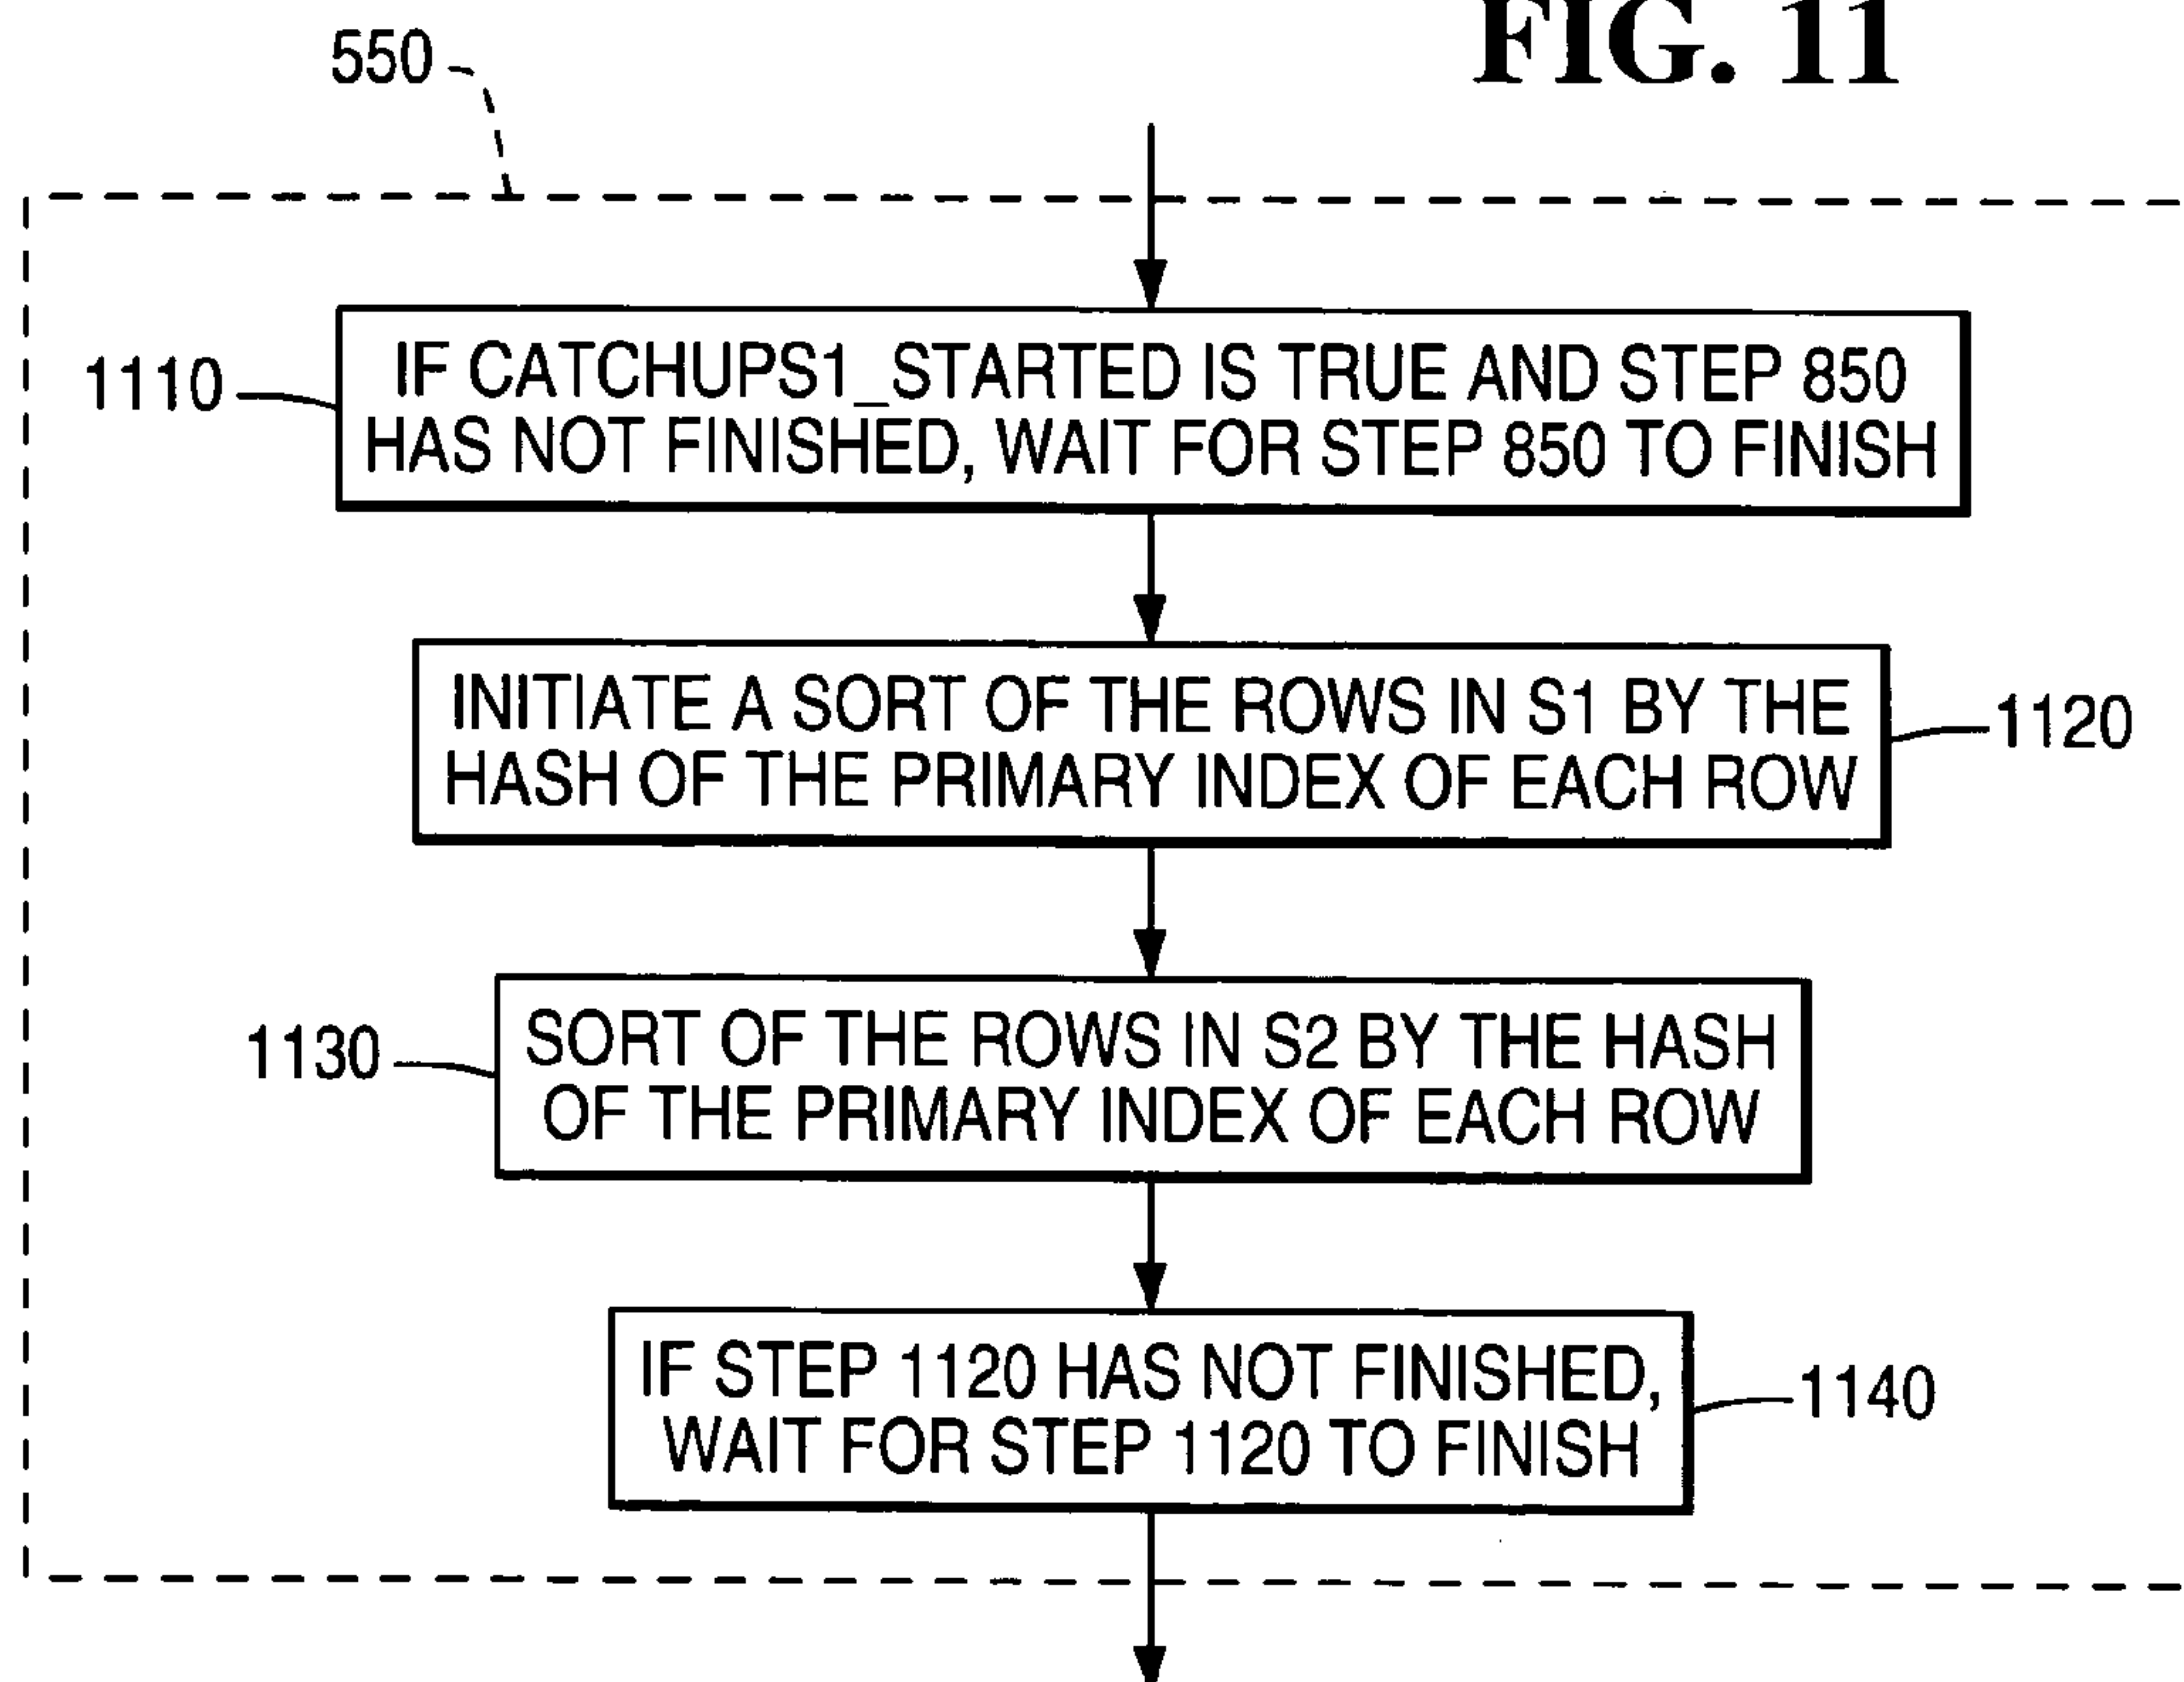 FIG. 11
550
1110
IF CATCHUPS1_STARTED IS TRUE AND STEP 850
HAS NOT FINISHED, WAIT FOR STEP 850 TO FINISH
INITIATE A SORT OF THE ROWS IN S1 BY THE
HASH OF THE PRIMARY INDEX OF EACH ROW
1120
1130
SORT OF THE ROWS IN S2 BY THE HASH
OF THE PRIMARY INDEX OF EACH ROW
IF STEP 1120 HAS NOT FINISHED,
WAIT FOR STEP 1120 TO FINISH
1140